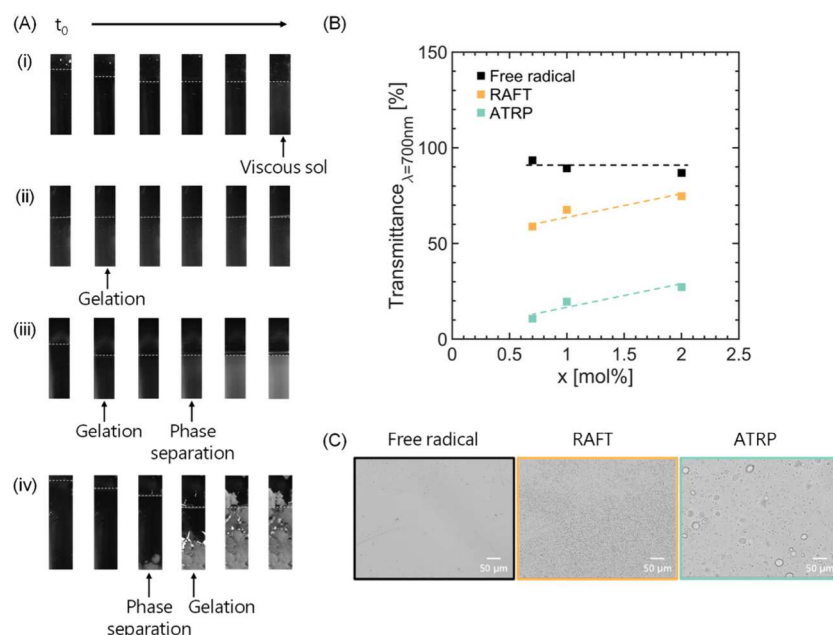 (A)
t0
(i)
Viscous sol
(ii)
Gelation
(iii)
Gelation
Phase
separation
(iv)
Phase
separation
Gelation
(B)
150
100
50
0
Transmittanceλ=700nm [%]
Free radical
RAFT
ATRP
0
0.5
1
1.5
2
2.5
x [mol%]
(C)
Free radical
RAFT
ATRP
50 µm
50 µm
50 µm